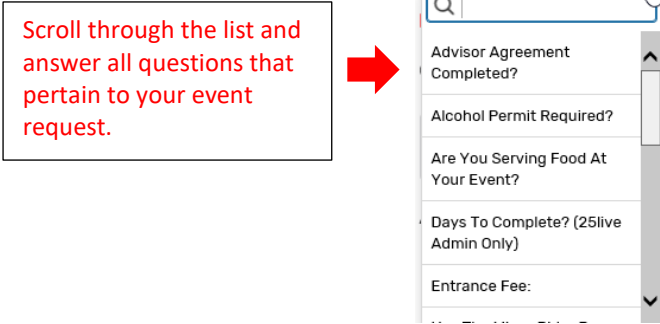 Scroll through the list and
answer all questions that
pertain to your event
request.
Advisor Agreement
Completed?
Alcohol Permit Required?
Are You Serving Food At
Your Event?
Days To Complete? (25live
Admin Only)
Entrance Fee: